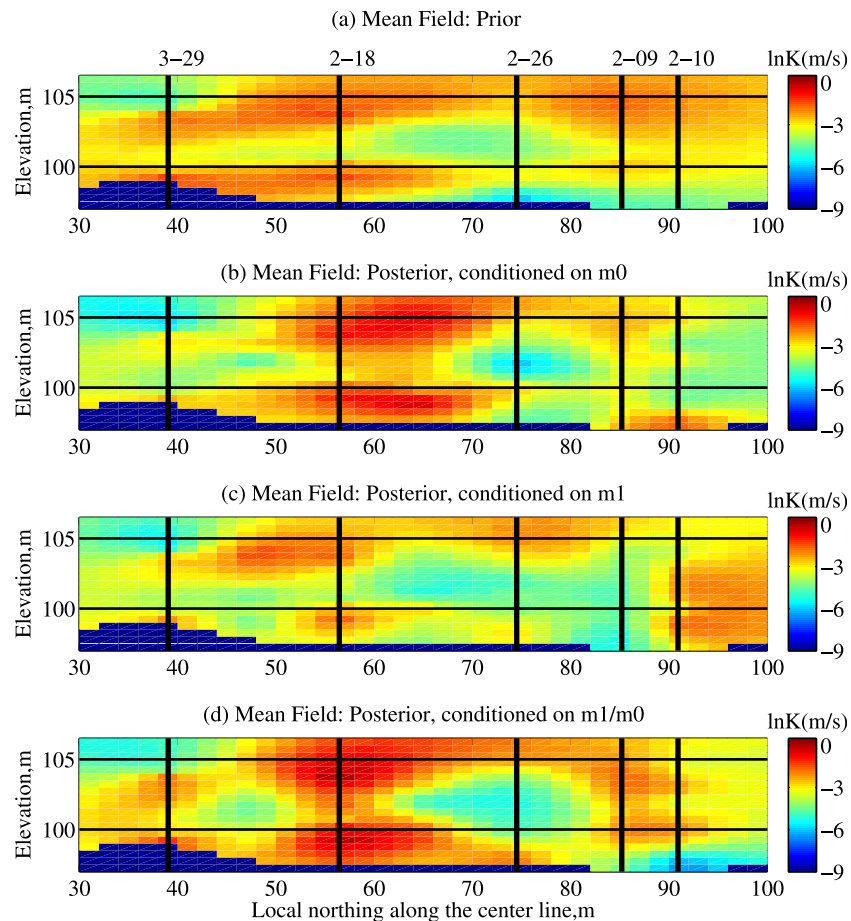 (a) Mean Field: Prior
3−29 2−18 2−26 2−09 2−10 lnK(m/s)
Elevation,m
105
100
0
−3
−6
−9
30 40 50 60 70 80 90 100
(b) Mean Field: Posterior, conditioned on m0
lnK(m/s)
Elevation,m
105
100
0
−3
−6
−9
30 40 50 60 70 80 90 100
(c) Mean Field: Posterior, conditioned on m1
lnK(m/s)
Elevation,m
105
100
0
−3
−6
−9
30 40 50 60 70 80 90 100
(d) Mean Field: Posterior, conditioned on m1/m0
lnK(m/s)
Elevation,m
105
100
0
−3
−6
−9
30 40 50 60 70 80 90 100
Local northing along the center line,m